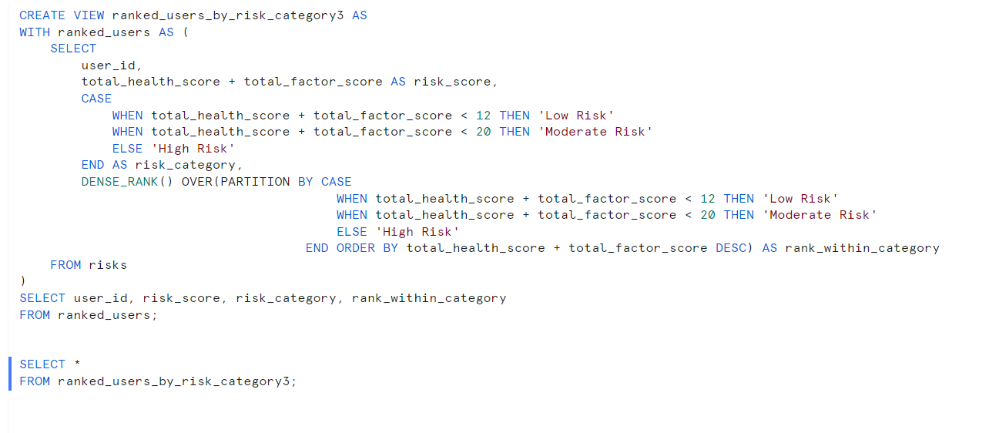 CREATE VIEW ranked_users_by_risk_category3 AS
WITH ranked_users AS (
SELECT
user_id,
total_health_score + total_factor_score AS risk_score,
CASE
WHEN total_health_score + total_factor_score < 12 THEN 'Low Risk'
WHEN total_health_score + total_factor_score < 20 THEN 'Moderate Risk'
ELSE 'High Risk'
END AS risk_category,
DENSE_RANK() OVER(PARTITION BY CASE
WHEN total_health_score + total_factor_score < 12 THEN 'Low Risk'
WHEN total_health_score + total_factor_score < 20 THEN 'Moderate Risk'
ELSE 'High Risk'
END ORDER BY total_health_score + total_factor_score DESC) AS rank_within_category
FROM risks
)
SELECT user_id, risk_score, risk_category, rank_within_category
FROM ranked_users;
SELECT *
FROM ranked_users_by_risk_category3;